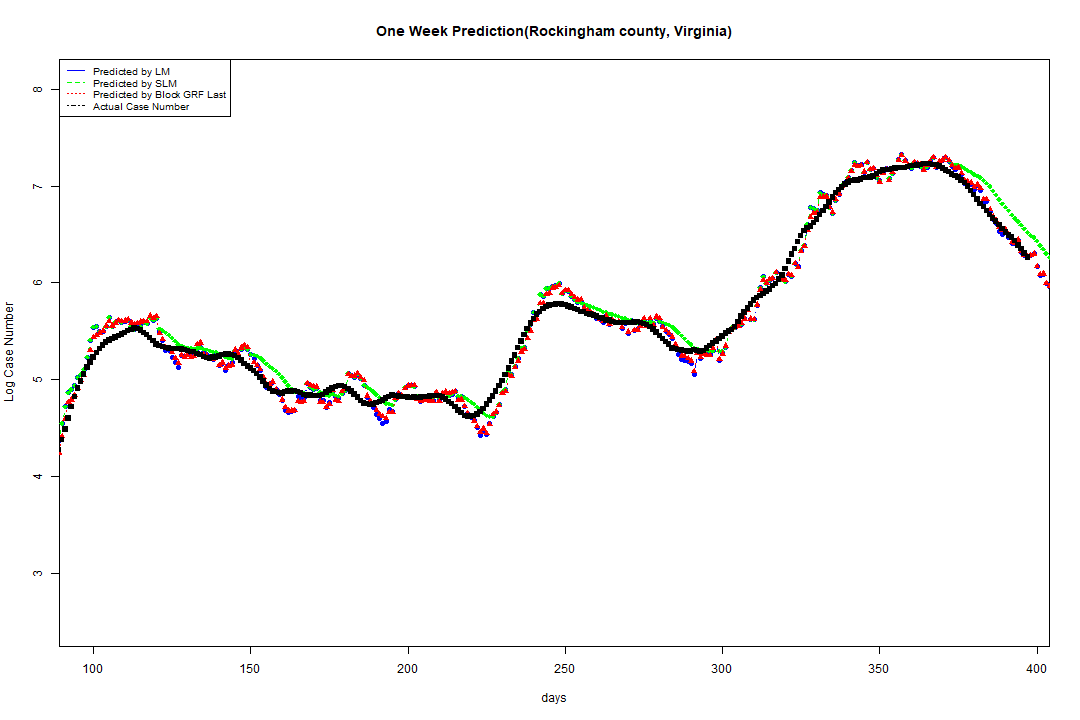 One Week Prediction(Rockingham county, Virginia)
Predicted by LM
Predicted by SLM
Predicted by Block GRF Last
Actual Case Number
Log Case Number
8
7
6
5
4
3
100 150 200 250 300 350 400
days